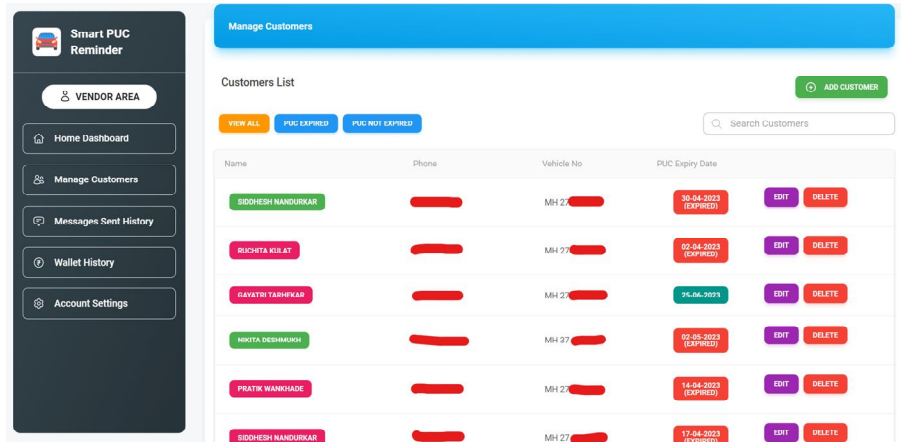 Smart PUC
Reminder
VENDOR AREA
Home Dashboard
Manage Customers
Messages Sent History
Wallet History
Account Settings
Manage Customers
Customers List
ADD CUSTOMER
VIEW ALL PUC EXPIRED PUC NOT EXPIRED Search Customers
Name Phone Vehicle No PUC Expiry Date
SIDDHESH NANDURKAR MH 27 30-04-2023 (EXPIRED) EDIT DELETE
RUCHITA KULAT MH 27 02-04-2023 (EXPIRED) EDIT DELETE
GAYATRI TARHEKAR MH 27 25-06-2023 EDIT DELETE
NIKITA DESHMUKH MH 27 02-05-2023 (EXPIRED) EDIT DELETE
PRATIK WANKHADE MH 27 14-04-2023 (EXPIRED) EDIT DELETE
SIDDHESH NANDURKAR MH 27 17-04-2023 (EXPIRED) EDIT DELETE